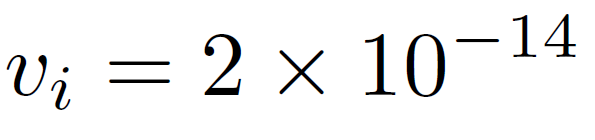 v_i = 2 × 10^{-14}